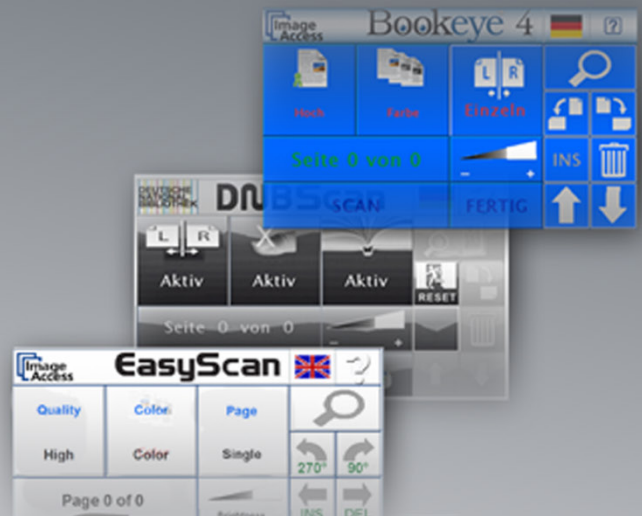 Image Access
Bookeye 4
?
L R
Hoch
Farbe
Einzeln
Seite 0 von 0
- +
INS
SCAN
FERTIG
DEUTSCHE
NATIONAL
BIBLIOTHEK
DNBScan
L R
X
Aktiv
Aktiv
Aktiv
RESET
Seite 0 von 0
- +
Image Access
EasyScan
?
Quality
Color
Page
High
Color
Single
270°
90°
Page 0 of 0
Brightness
INS
DEL